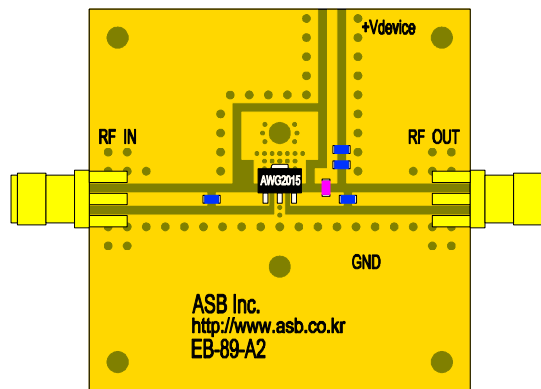 +Vdevice
RF IN
RF OUT
AWG2015
GND
ASB Inc.
http://www.asb.co.kr
EB-89-A2